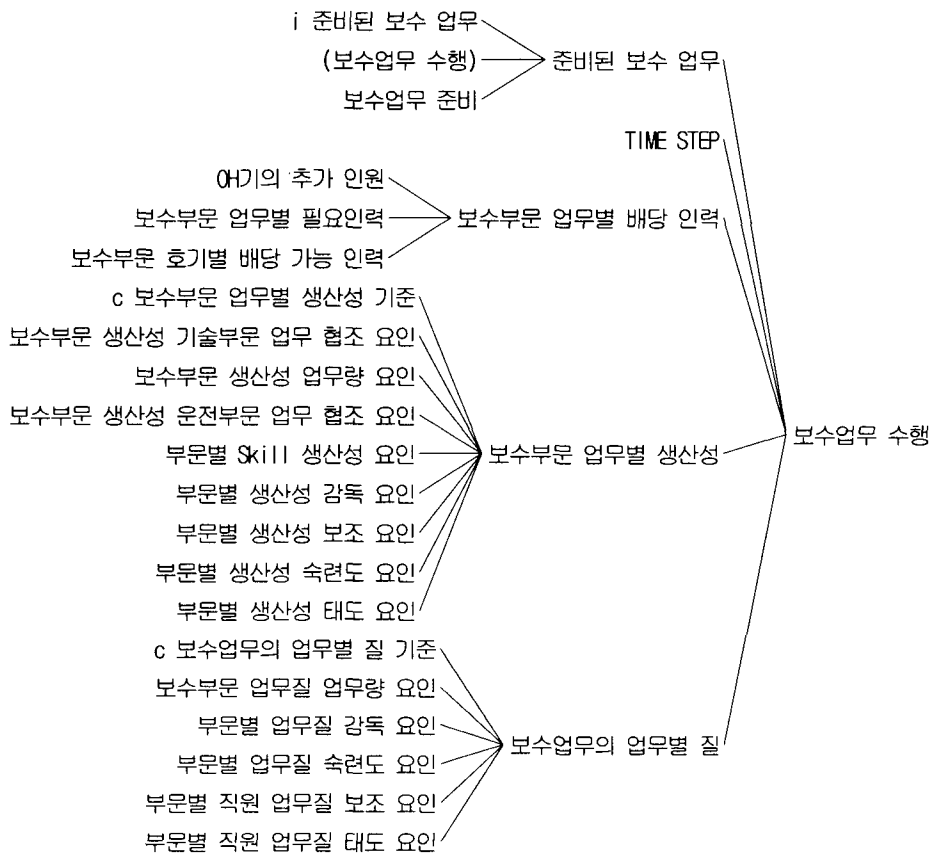 i 준비된 보수 업무
(보수업무 수행)
준비된 보수 업무
보수업무 준비
TIME STEP
OH기의 추가 인원
보수부문 업무별 필요인력
보수부문 업무별 배당 인력
보수부문 호기별 배당 가능 인력
c 보수부문 업무별 생산성 기준
보수부문 생산성 기술부문 업무 협조 요인
보수부문 생산성 업무량 요인
보수부문 생산성 운전부문 업무 협조 요인
보수업무 수행
부문별 Skill 생산성 요인
보수부문 업무별 생산성
부문별 생산성 감독 요인
부문별 생산성 보조 요인
부문별 생산성 숙련도 요인
부문별 생산성 태도 요인
c 보수업무의 업무별 질 기준
보수부문 업무질 업무량 요인
부문별 업무질 감독 요인
보수업무의 업무별 질
부문별 업무질 숙련도 요인
부문별 직원 업무질 보조 요인
부문별 직원 업무질 태도 요인